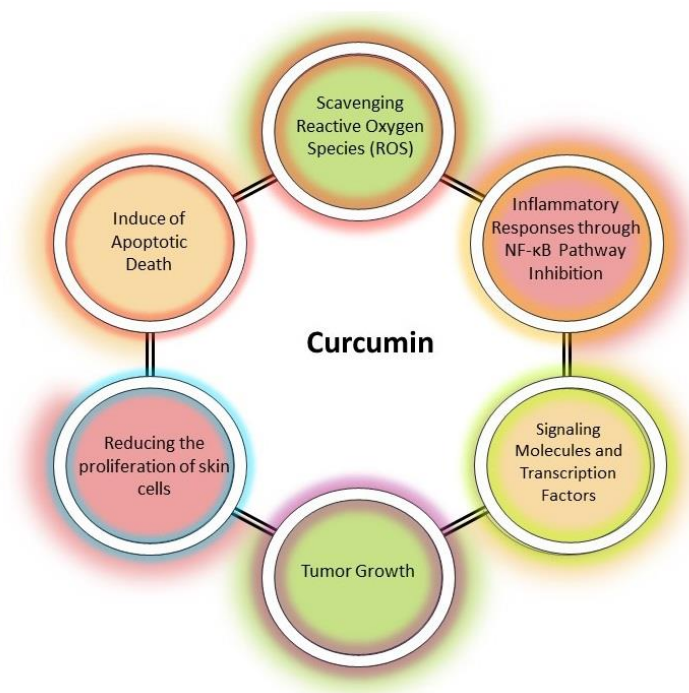 Scavenging
Reactive Oxygen
Species (ROS)
Inflammatory
Responses through
NF-κB Pathway
Inhibition
Induce of
Apoptotic
Death
Curcumin
Signaling
Molecules and
Transcription
Factors
Reducing the
proliferation of skin
cells
Tumor Growth